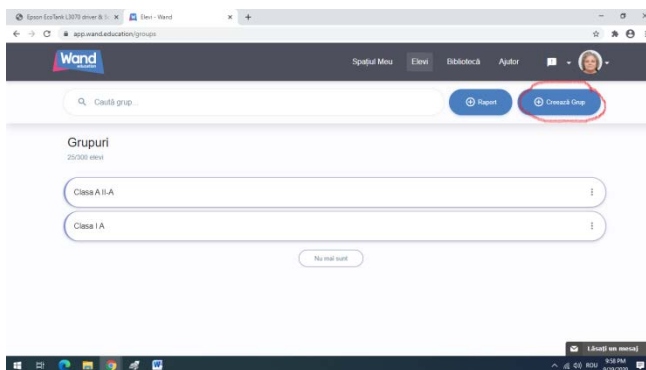 Epson EcoTank L3070 driver & S
Elevi - Wand
app.wand.education/groups
Wand
education
Spațiul Meu
Elevi
Bibliotecă
Ajutor
Caută grup...
Raport
Creează Grup
Grupuri
25/300 elevi
Clasa A II-A
Clasa I A
Nu mai sunt
Lăsați un mesaj
ROU
9:58 PM